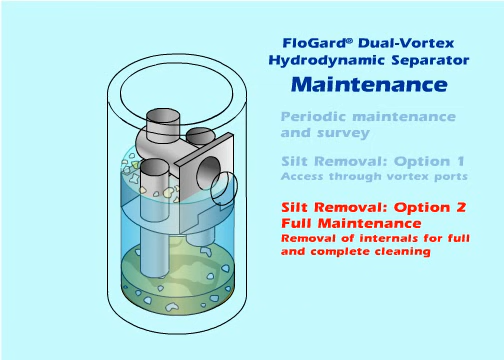 FloGard® Dual-Vortex
Hydrodynamic Separator
Maintenance
Periodic maintenance
and survey
Silt Removal: Option 1
Access through vortex ports
Silt Removal: Option 2
Full Maintenance
Removal of internals for full
and complete cleaning